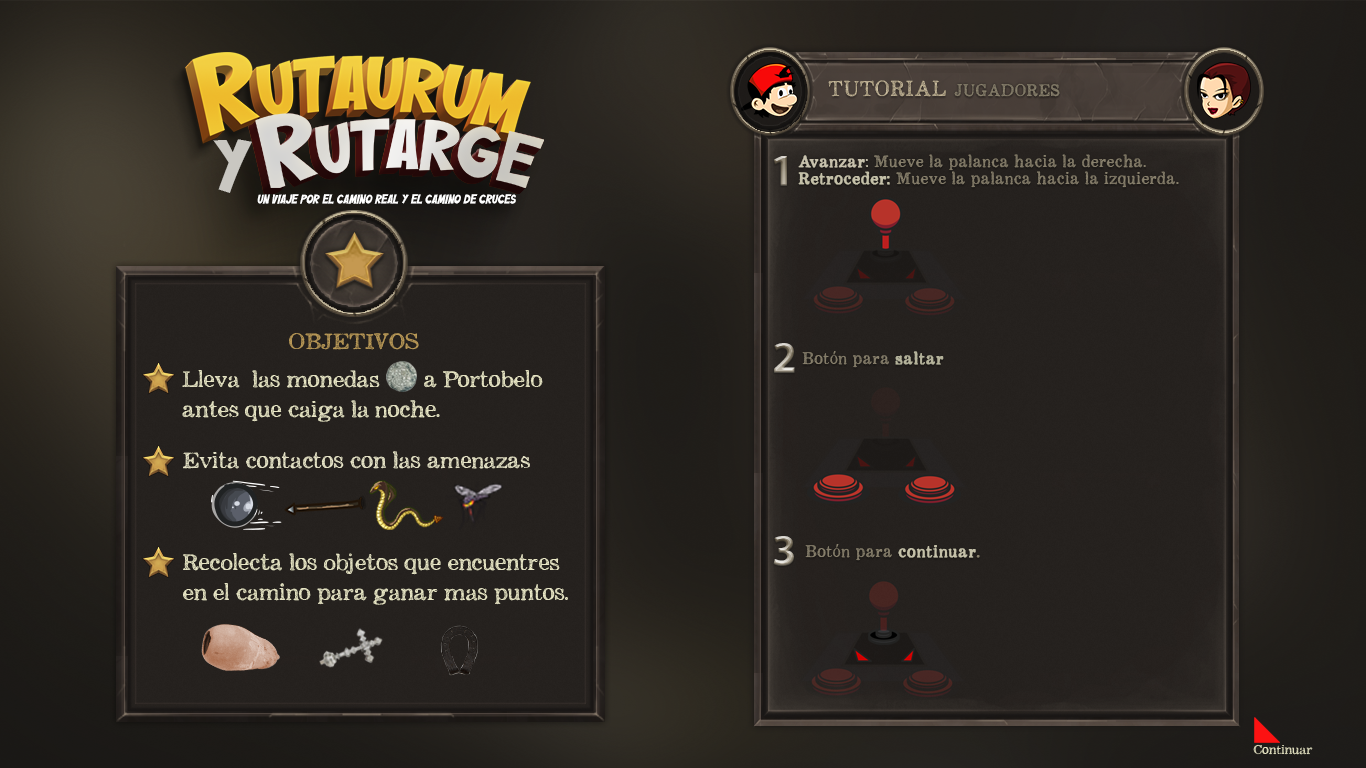 RUTAURUM
Y RUTARGE
UN VIAJE POR EL CAMINO REAL Y EL CAMINO DE CRUCES
OBJETIVOS
Lleva las monedas a Portobelo
antes que caiga la noche.
Evita contactos con las amenazas
Recolecta los objetos que encuentres
en el camino para ganar mas puntos.
TUTORIAL JUGADORES
1 Avanzar: Mueve la palanca hacia la derecha.
Retroceder: Mueve la palanca hacia la izquierda.
2 Botón para saltar
3 Botón para continuar.
Continuar